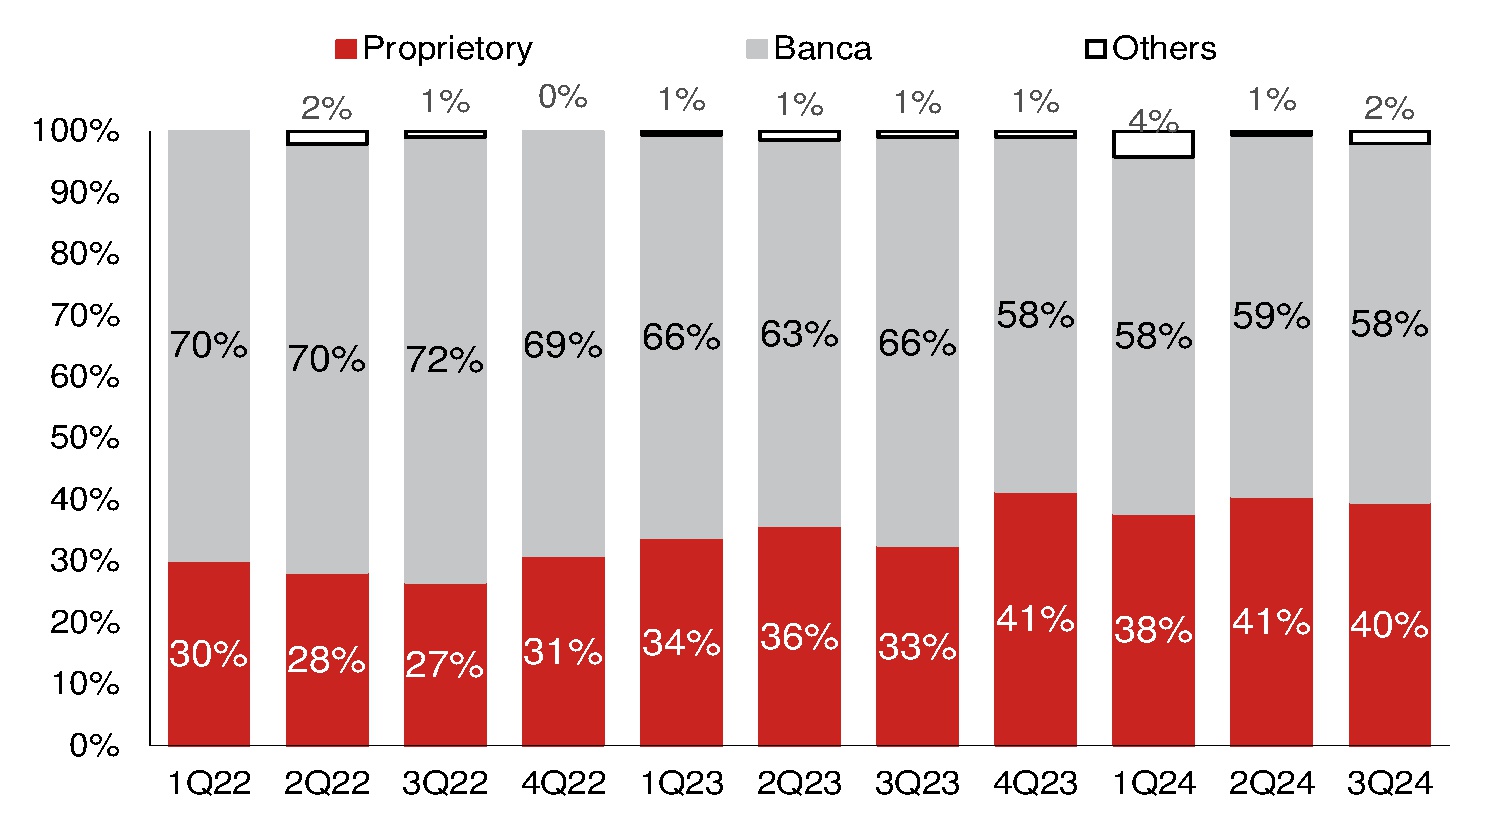 Proprietory Banca Others
2% 1% 0% 1% 1% 1% 1% 4% 1% 2%
100%
90%
80%
70%
60%
50%
40%
30%
20%
10%
0%
70% 70% 72% 69% 66% 63% 66% 58% 58% 59% 58%
30% 28% 27% 31% 34% 36% 33% 41% 38% 41% 40%
1Q22 2Q22 3Q22 4Q22 1Q23 2Q23 3Q23 4Q23 1Q24 2Q24 3Q24